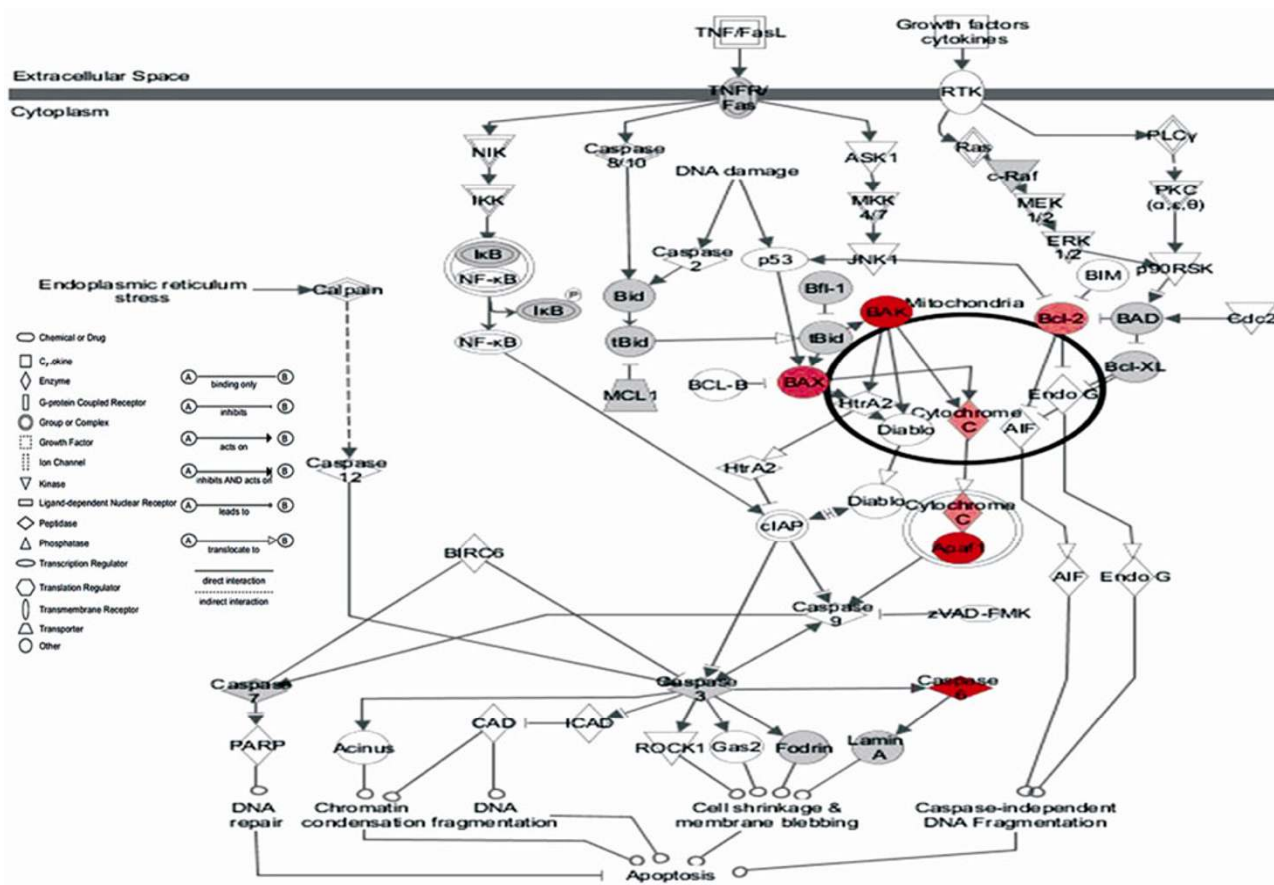 TNF/FasL
Growth factors
cytokines
Extracellular Space
Cytoplasm
TNFR/
Fas
RTK
NIK
Caspase
8/10
ASK1
Ras
PLCγ
DNA damage
c-Raf
IKK
MKK
4/7
MEK
1/2
PKC
(α,ε,θ)
IκB
NF-κB
Caspase
2
p53
JNK1
ERK
1/2
BIM
p90RSK
Endoplasmic reticulum
stress
Calpain
Bid
Bfl-1
BAK
Mitochondria
Bcl-2
BAD
Cdc2
IκB
P
NF-κB
tBid
tBid
MCL1
BCL-B
BAX
HtrA2
Cytochrome
C
Endo G
Bcl-XL
AIF
Diablo
Caspase
12
HtrA2
Diablo
cIAP
Cytochrome
C
Apaf1
BIRC6
AIF
Endo G
Caspase
9
zVAD-FMK
Caspase
7
Caspase
3
Caspase
6
PARP
Acinus
CAD
ICAD
ROCK1
Gas2
Fodrin
Lamin
A
DNA
repair
Chromatin
condensation
DNA
fragmentation
Cell shrinkage &
membrane blebbing
Caspase-independent
DNA Fragmentation
Apoptosis
Chemical or Drug
Enzyme
G-protein Coupled Receptor
Group or Complex
Growth Factor
Ion Channel
Kinase
Ligand-dependent Nuclear Receptor
Peptidase
Phosphatase
Transcription Regulator
Translation Regulator
Transmembrane Receptor
Transporter
Other
A binding only B
A inhibits B
A acts on B
A inhibits AND acts on B
A leads to B
A translocate to B
direct interaction
indirect interaction